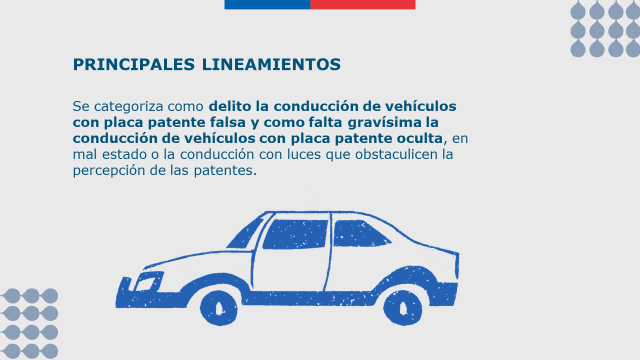 PRINCIPALES LINEAMIENTOS
Se categoriza como delito la conducción de vehículos
con placa patente falsa y como falta gravísima la
conducción de vehículos con placa patente oculta, en
mal estado o la conducción con luces que obstaculicen la
percepción de las patentes.